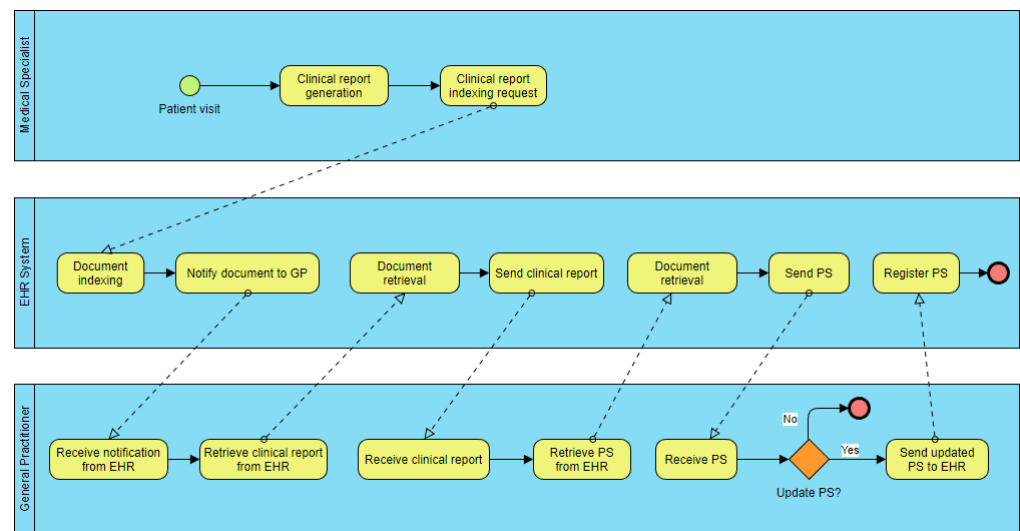 Medical Specialist
Clinical report
generation
Clinical report
indexing request
Patient visit
EHR System
Document
indexing
Notify document to GP
Document
retrieval
Send clinical report
Document
retrieval
Send PS
Register PS
General Practitioner
Receive notification
from EHR
Retrieve clinical report
from EHR
Receive clinical report
Retrieve PS
from EHR
Receive PS
No
Yes
Update PS?
Send updated
PS to EHR